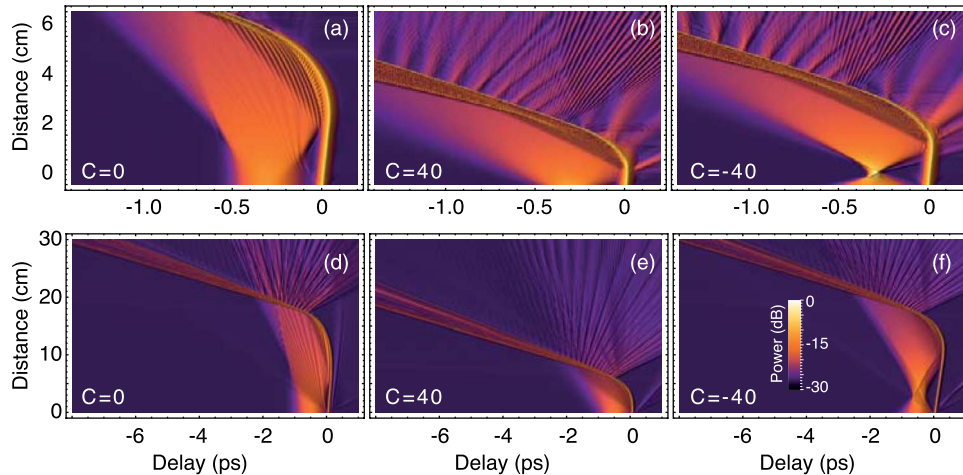 (a) (b) (c)
Distance (cm)
6
4
2
0
C=0 C=40 C=-40
-1.0 -0.5 0 -1.0 -0.5 0 -1.0 -0.5 0
(d) (e) (f)
Distance (cm)
30
20
10
0
Power (dB)
0
-15
-30
C=0 C=40 C=-40
-6 -4 -2 0 -6 -4 -2 0 -6 -4 -2 0
Delay (ps) Delay (ps) Delay (ps)